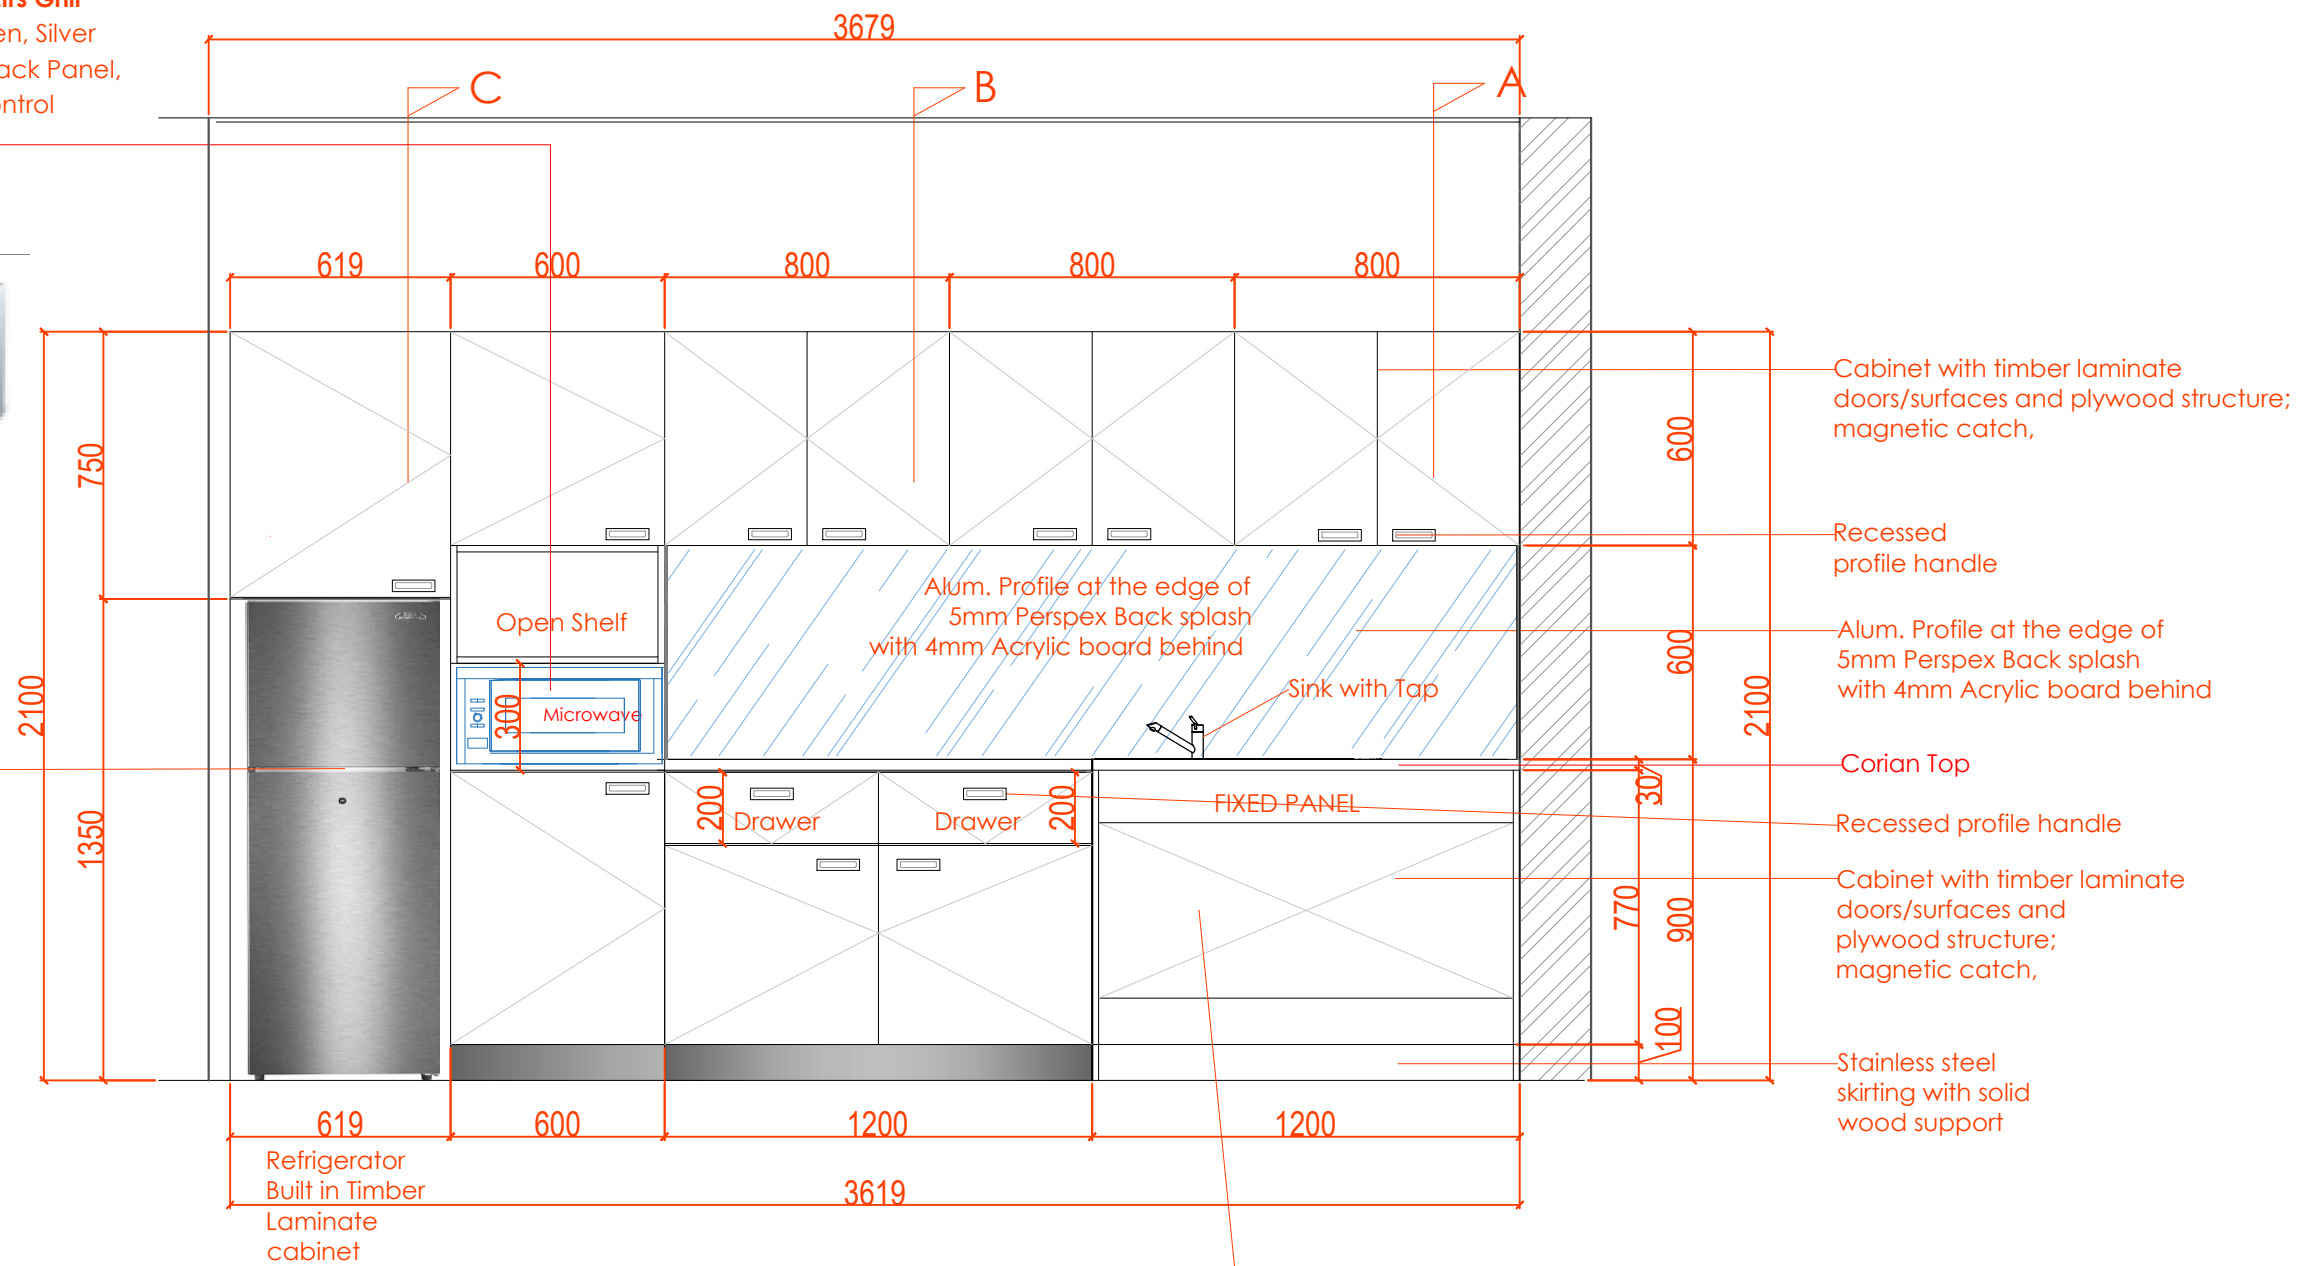 irs Grill
en, Silver
ack Panel,
ontrol
3679
C
B
A
619
600
800
800
800
750
1350
2100
Open Shelf
300
Microwave
Alum. Profile at the edge of
5mm Perspex Back splash
with 4mm Acrylic board behind
Sink with Tap
200
Drawer
Drawer
200
FIXED PANEL
600
600
2100
30
770
900
100
Cabinet with timber laminate
doors/surfaces and plywood structure;
magnetic catch,
Recessed
profile handle
Alum. Profile at the edge of
5mm Perspex Back splash
with 4mm Acrylic board behind
Corian Top
Recessed profile handle
Cabinet with timber laminate
doors/surfaces and
plywood structure;
magnetic catch,
Stainless steel
skirting with solid
wood support
619
600
1200
1200
3619
Refrigerator
Built in Timber
Laminate
cabinet